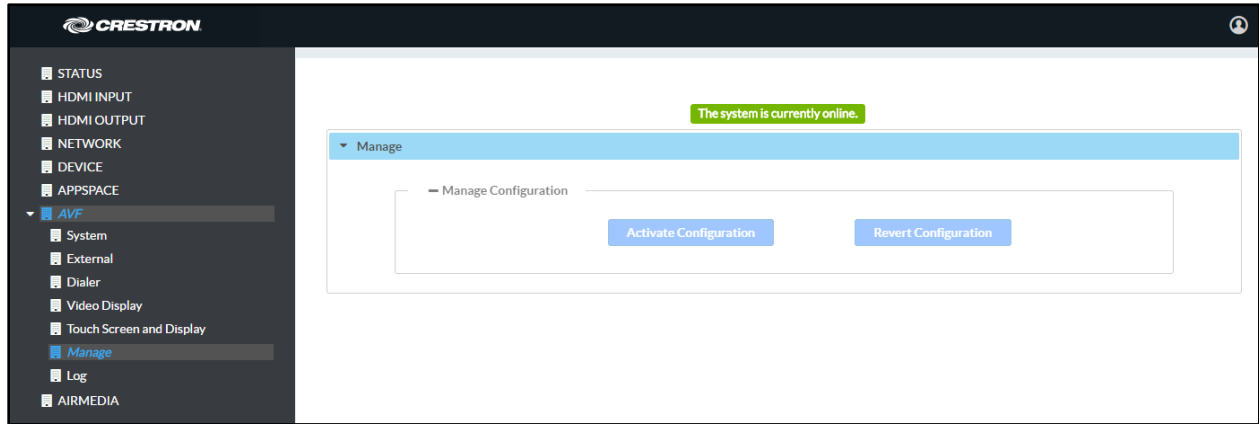 CRESTRON.
STATUS
HDMI INPUT
HDMI OUTPUT
NETWORK
DEVICE
APPSPACE
AVF
System
External
Dialer
Video Display
Touch Screen and Display
Manage
Log
AIRMEDIA
The system is currently online.
Manage
Manage Configuration
Activate Configuration
Revert Configuration